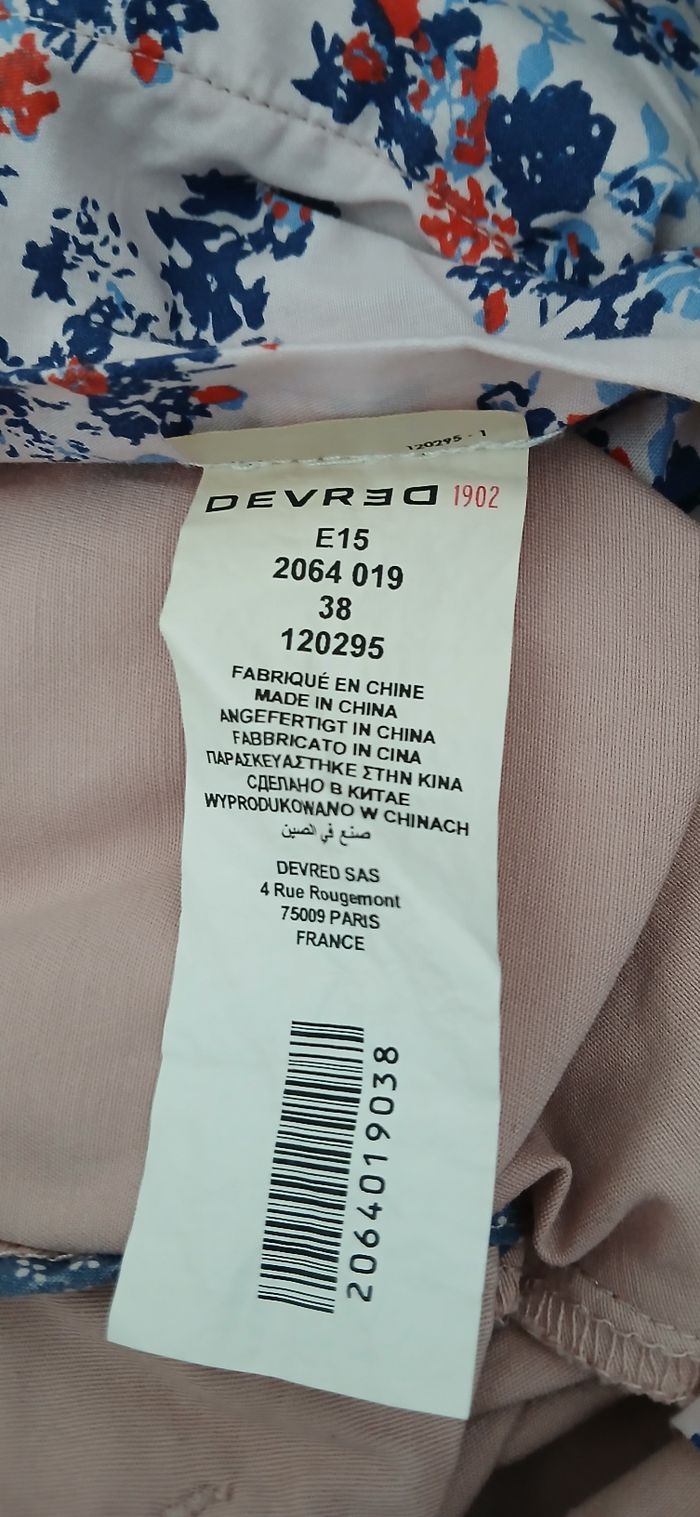 120295 - 1
DEVRED 1902
E15
2064 019
38
120295
FABRIQUÉ EN CHINE
MADE IN CHINA
ANGEFERTIGT IN CHINA
FABBRICATO IN CINA
ΠΑΡΑΣΚΕΥΑΣΤΗΚΕ ΣΤΗΝ ΚΙΝΑ
СДЕЛАНО В КИТАЕ
WYPRODUKOWANO W CHINACH
صنع في الصين
DEVRED SAS
4 Rue Rougemont
75009 PARIS
FRANCE
2064019038